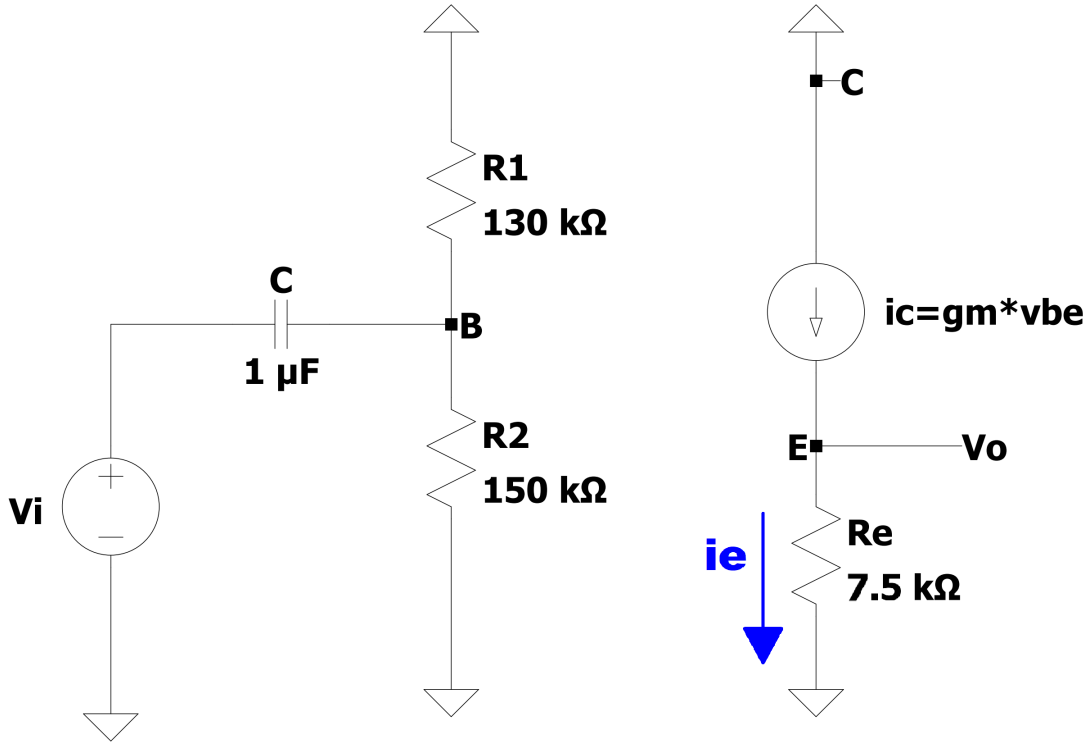 C
R1
130 kΩ
C
B
1 µF
ic=gm*vbe
R2
150 kΩ
E
Vo
Vi
Re
ie
7.5 kΩ